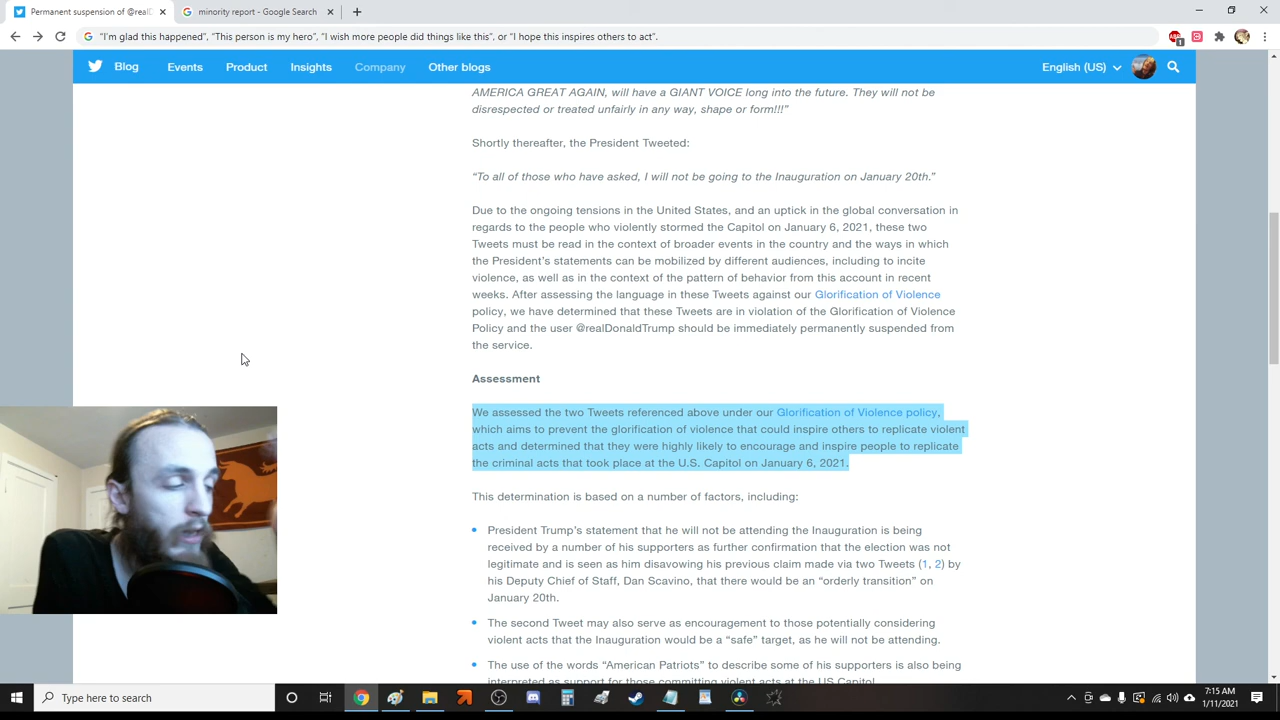 Permanent suspension of @realD
minority report - Google Search
"I'm glad this happened", "This person is my hero", "I wish more people did things like this", or "I hope this inspires others to act".
1
Blog
Events
Product
Insights
Company
Other blogs
English (US)
AMERICA GREAT AGAIN, will have a GIANT VOICE long into the future. They will not be
disrespected or treated unfairly in any way, shape or form!!!”
Shortly thereafter, the President Tweeted:
“To all of those who have asked, I will not be going to the Inauguration on January 20th.”
Due to the ongoing tensions in the United States, and an uptick in the global conversation in
regards to the people who violently stormed the Capitol on January 6, 2021, these two
Tweets must be read in the context of broader events in the country and the ways in which
the President’s statements can be mobilized by different audiences, including to incite
violence, as well as in the context of the pattern of behavior from this account in recent
weeks. After assessing the language in these Tweets against our Glorification of Violence
policy, we have determined that these Tweets are in violation of the Glorification of Violence
Policy and the user @realDonaldTrump should be immediately permanently suspended from
the service.
Assessment
We assessed the two Tweets referenced above under our Glorification of Violence policy,
which aims to prevent the glorification of violence that could inspire others to replicate violent
acts and determined that they were highly likely to encourage and inspire people to replicate
the criminal acts that took place at the U.S. Capitol on January 6, 2021.
This determination is based on a number of factors, including:
President Trump’s statement that he will not be attending the Inauguration is being
received by a number of his supporters as further confirmation that the election was not
legitimate and is seen as him disavowing his previous claim made via two Tweets (1, 2) by
his Deputy Chief of Staff, Dan Scavino, that there would be an “orderly transition” on
January 20th.
The second Tweet may also serve as encouragement to those potentially considering
violent acts that the Inauguration would be a “safe” target, as he will not be attending.
The use of the words “American Patriots” to describe some of his supporters is also being
interpreted as support for those committing violent acts at the US Capitol.
Type here to search
7:15 AM
1/11/2021